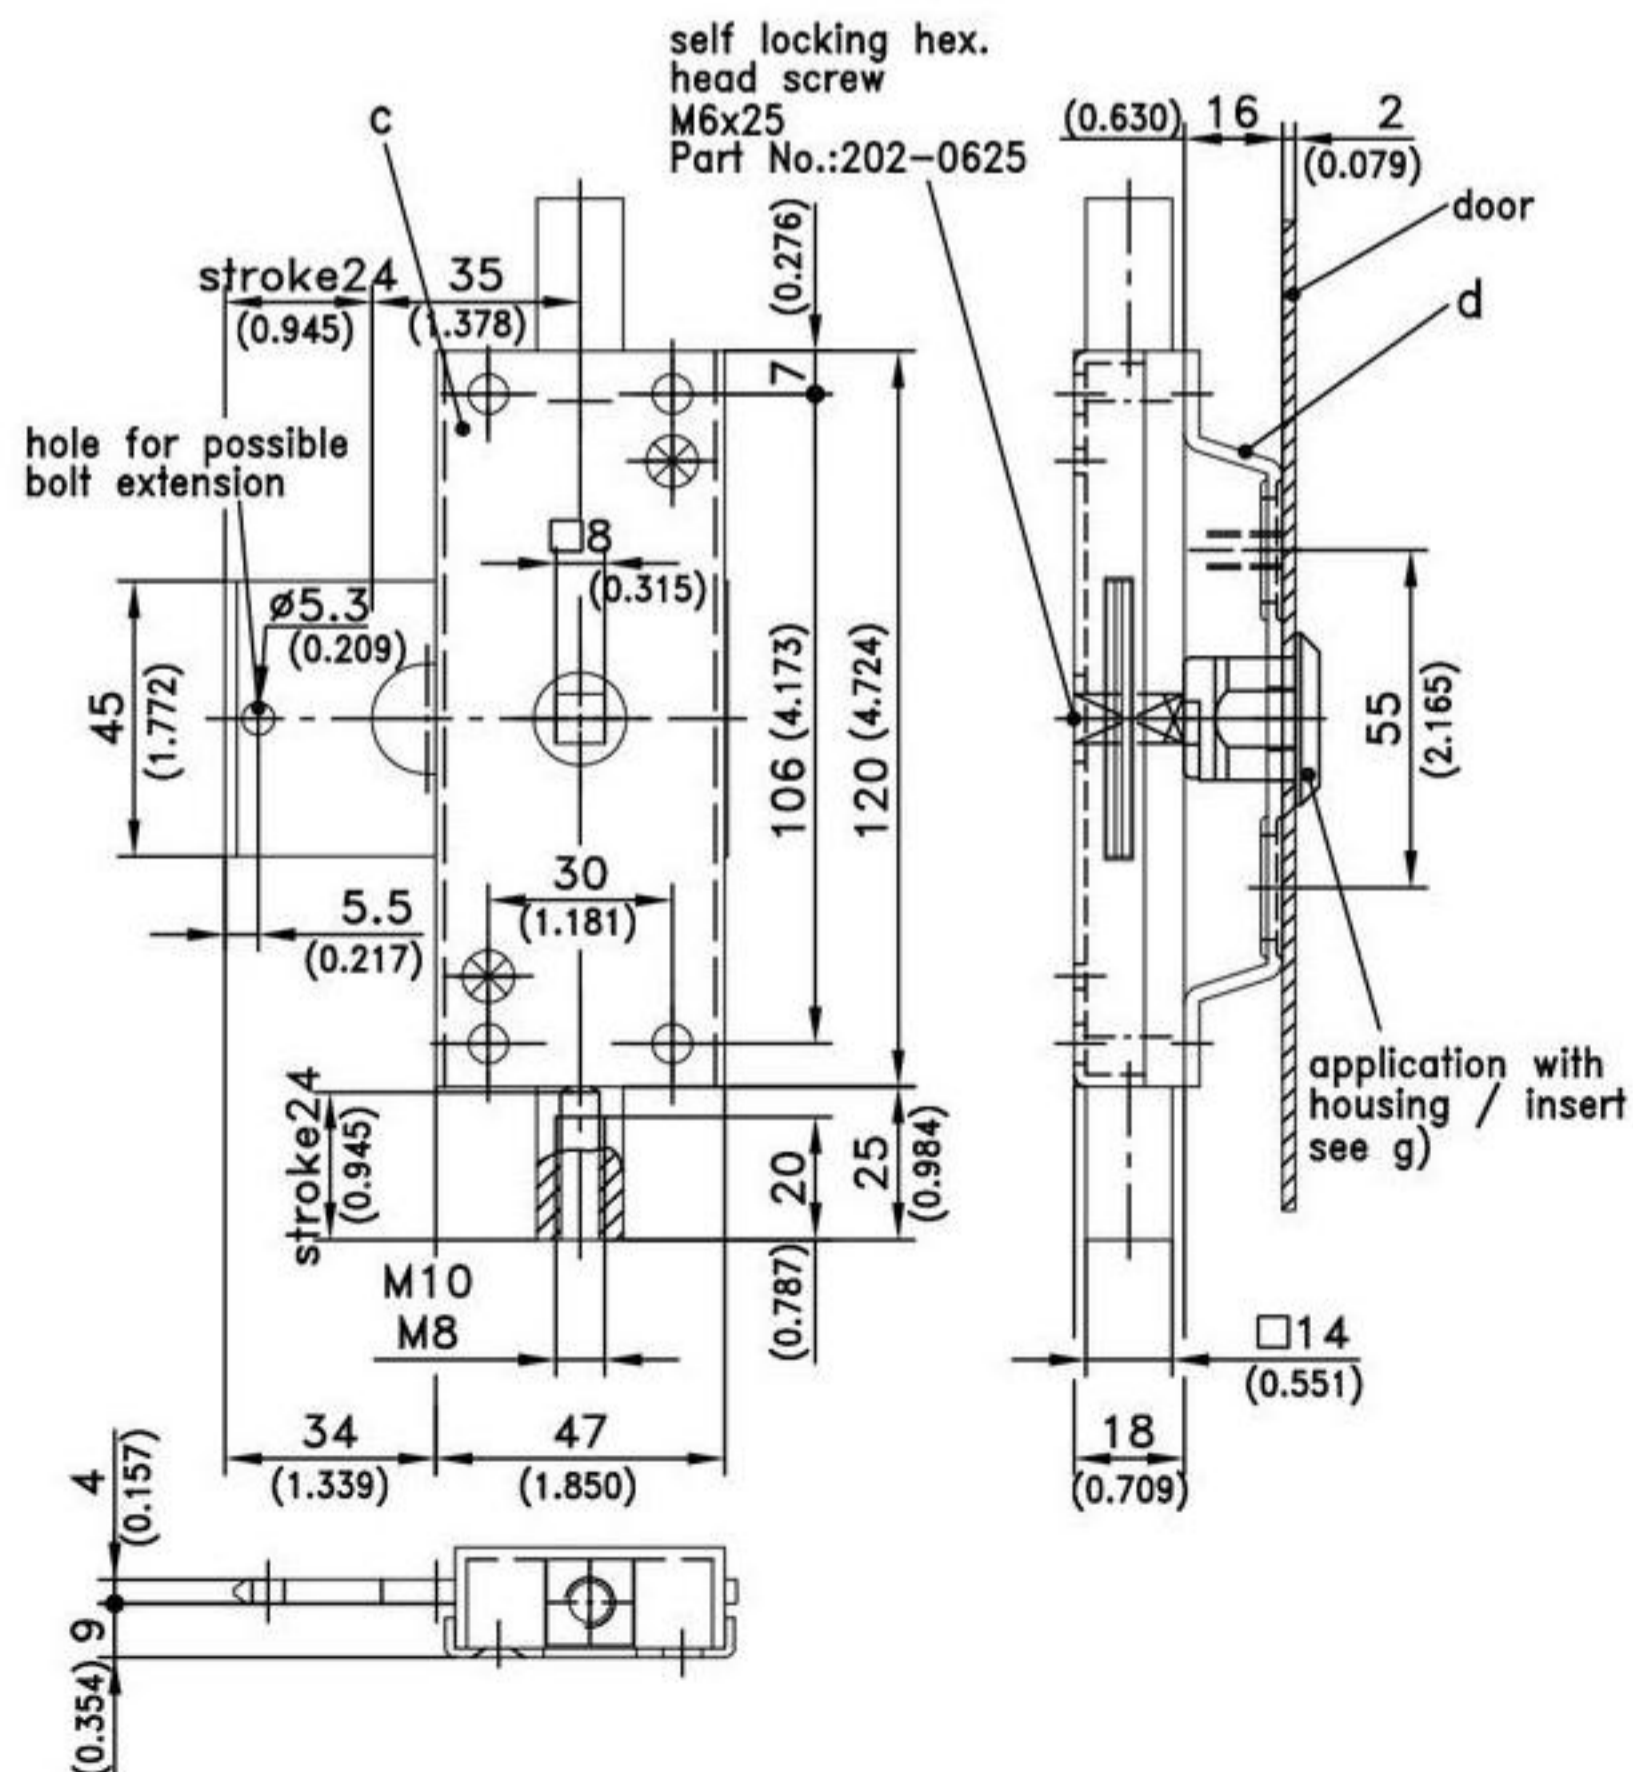 self locking hex.
head screw
M6x25
Part No.:202-0625
c
(0.630) 16 2
(0.079)
door
d
stroke24 35
(0.945) (1.378)
(0.276)
7
hole for possible
bolt extension
□8
(0.315)
ø5.3
(0.209)
45
(1.772)
106 (4.173)
120 (4.724)
55
(2.165)
30
(1.181)
5.5
(0.217)
application with
housing / insert
see g)
stroke24
(0.945)
20
(0.787)
25
(0.984)
M10
M8
□14
(0.551)
34
(1.339)
47
(1.850)
18
(0.709)
4
(0.157)
9
(0.354)